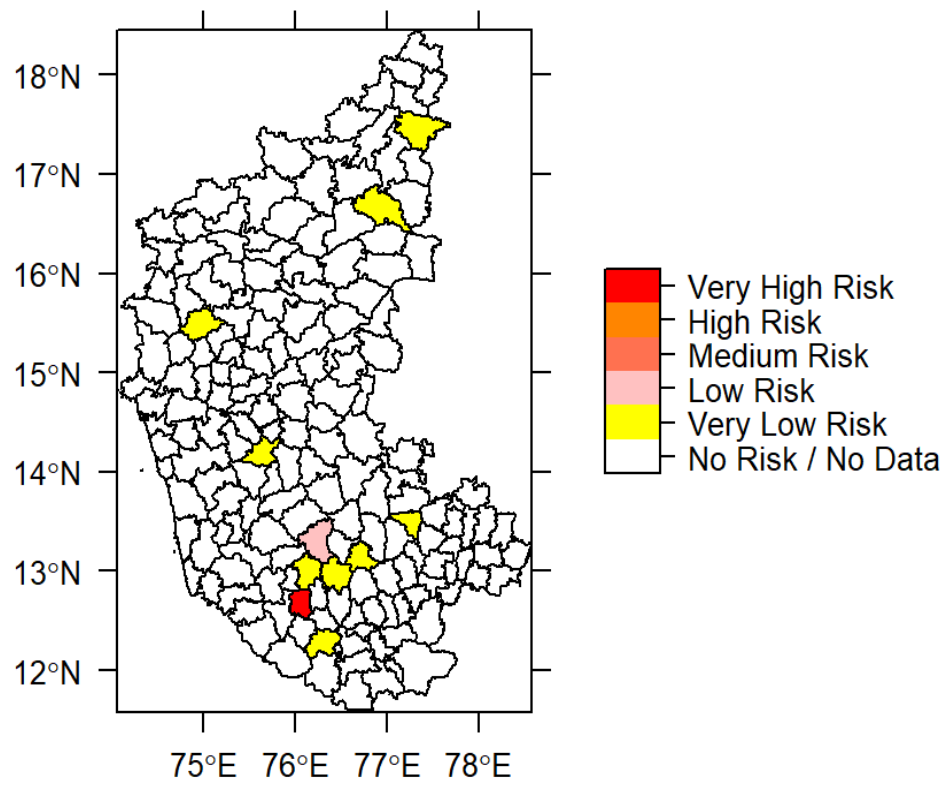 18°N
17°N
16°N
15°N
14°N
13°N
12°N
75°E 76°E 77°E 78°E
Very High Risk
High Risk
Medium Risk
Low Risk
Very Low Risk
No Risk / No Data